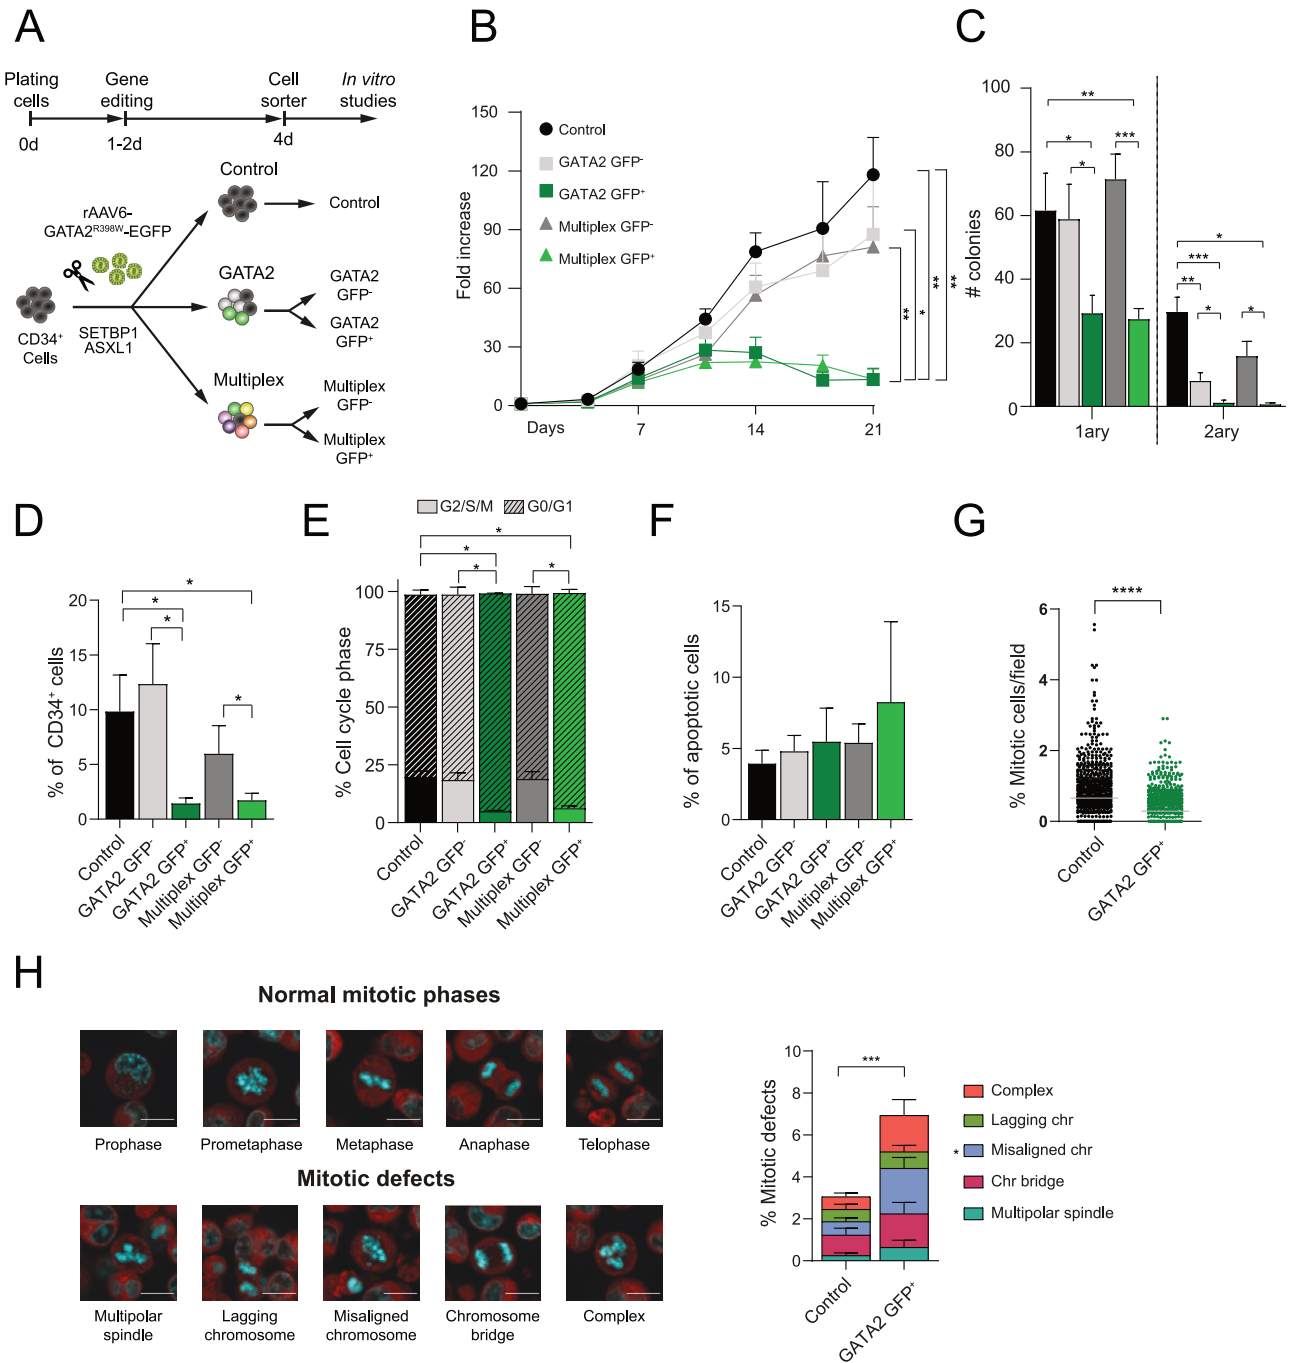 A
Plating
cells
Gene
editing
Cell
sorter
In vitro
studies
0d
1-2d
4d
Control
Control
rAAV6-
GATA2R398W-EGFP
GATA2
GATA2
GFP-
GATA2
GFP+
CD34+
Cells
SETBP1
ASXL1
Multiplex
Multiplex
GFP-
Multiplex
GFP+
B
Fold increase
150
120
90
60
30
0
Days
7
14
21
Control
GATA2 GFP-
GATA2 GFP+
Multiplex GFP-
Multiplex GFP+
**
*
**
**
C
# colonies
100
80
60
40
20
0
**
*
*
***
*
***
**
*
*
1ary
2ary
D
% of CD34+ cells
20
15
10
5
0
*
*
*
*
Control
GATA2 GFP-
GATA2 GFP+
Multiplex GFP-
Multiplex GFP+
E
G2/S/M
G0/G1
% Cell cycle phase
100
75
50
25
0
*
*
*
*
Control
GATA2 GFP-
GATA2 GFP+
Multiplex GFP-
Multiplex GFP+
F
% of apoptotic cells
15
10
5
0
Control
GATA2 GFP-
GATA2 GFP+
Multiplex GFP-
Multiplex GFP+
G
% Mitotic cells/field
6
4
2
0
****
Control
GATA2 GFP+
H
Normal mitotic phases
Prophase
Prometaphase
Metaphase
Anaphase
Telophase
Mitotic defects
Multipolar
spindle
Lagging
chromosome
Misaligned
chromosome
Chromosome
bridge
Complex
% Mitotic defects
10
8
6
4
2
0
***
Control
GATA2 GFP+
Complex
Lagging chr
* Misaligned chr
Chr bridge
Multipolar spindle